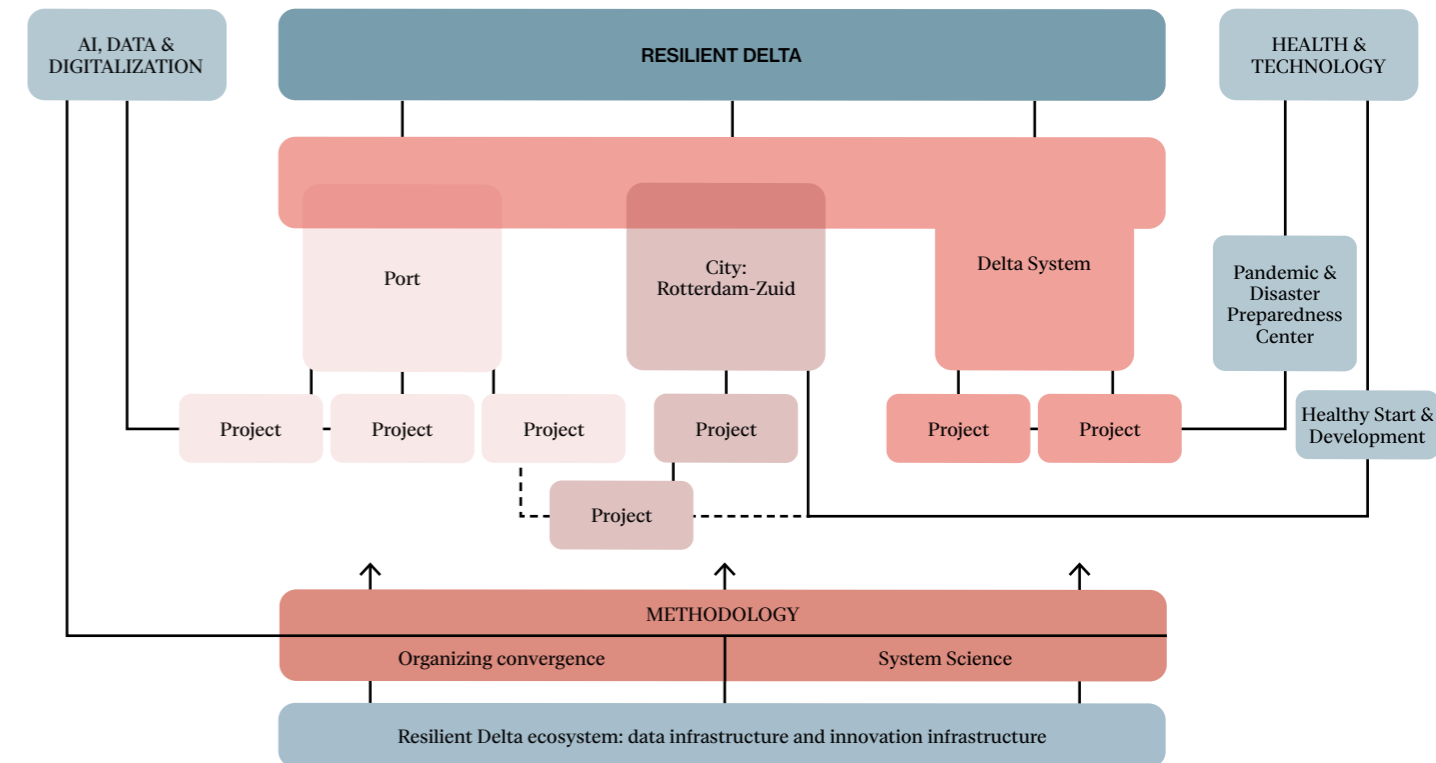 AI, DATA &
DIGITALIZATION
RESILIENT DELTA
HEALTH &
TECHNOLOGY
Port
City:
Rotterdam-Zuid
Delta System
Pandemic &
Disaster
Preparedness
Center
Project
Project
Project
Project
Project
Project
Healthy Start &
Development
Project
METHODOLOGY
Organizing convergence
System Science
Resilient Delta ecosystem: data infrastructure and innovation infrastructure